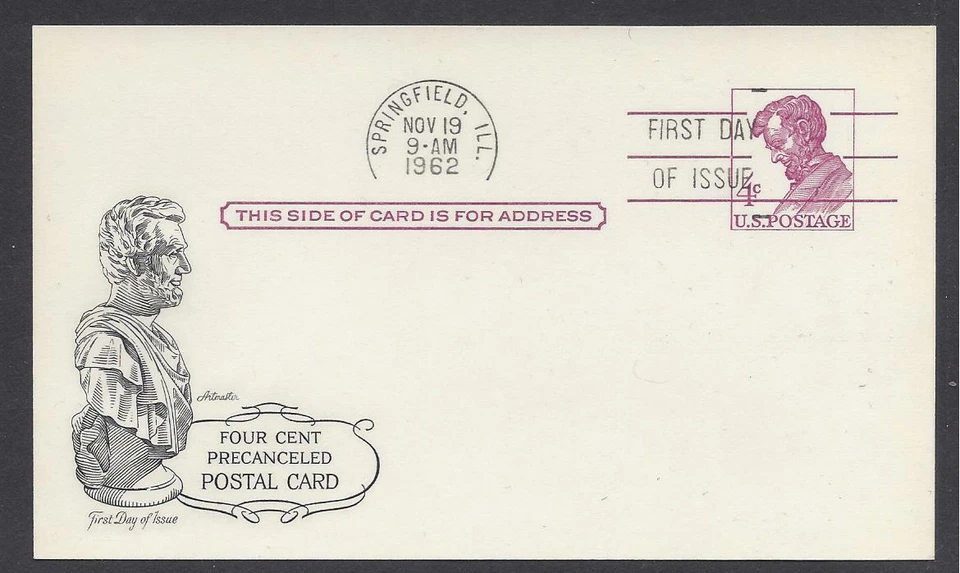 SPRINGFIELD, ILL.
NOV 19
9-AM
1962
FIRST DAY
OF ISSUE
4c
U.S. POSTAGE
THIS SIDE OF CARD IS FOR ADDRESS
Artmaster
FOUR CENT
PRECANCELED
POSTAL CARD
First Day of Issue